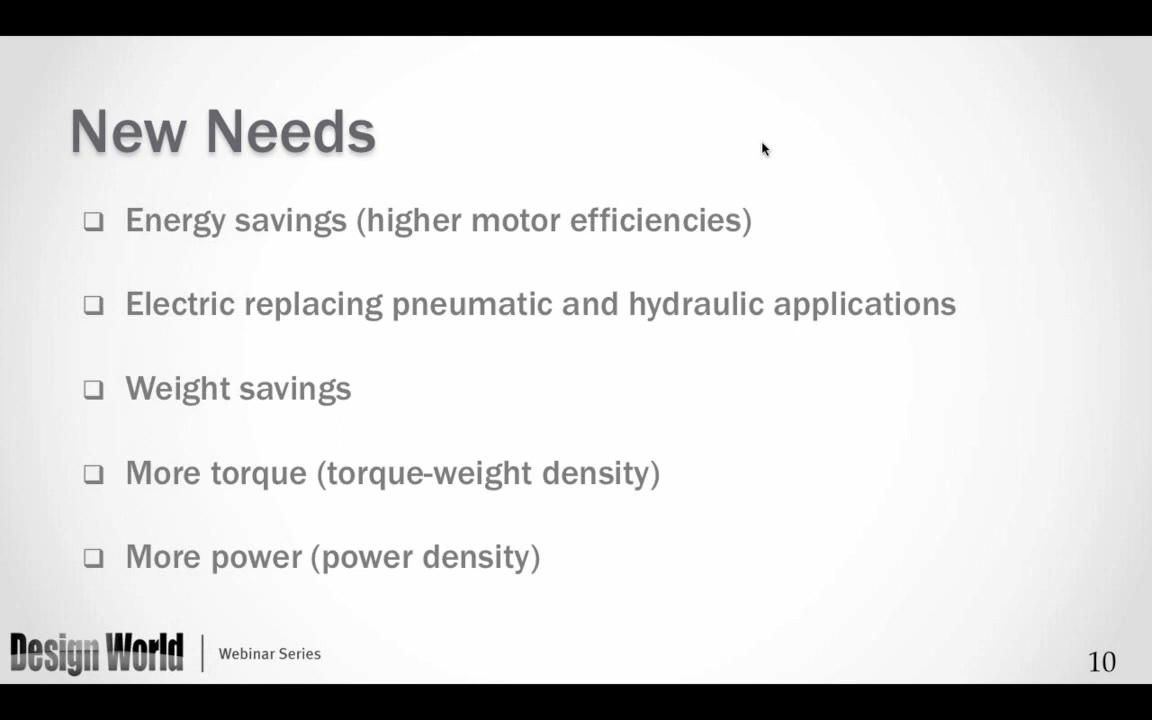 New Needs
Energy savings (higher motor efficiencies)
Electric replacing pneumatic and hydraulic applications
Weight savings
More torque (torque-weight density)
More power (power density)
Design World
Webinar Series
10